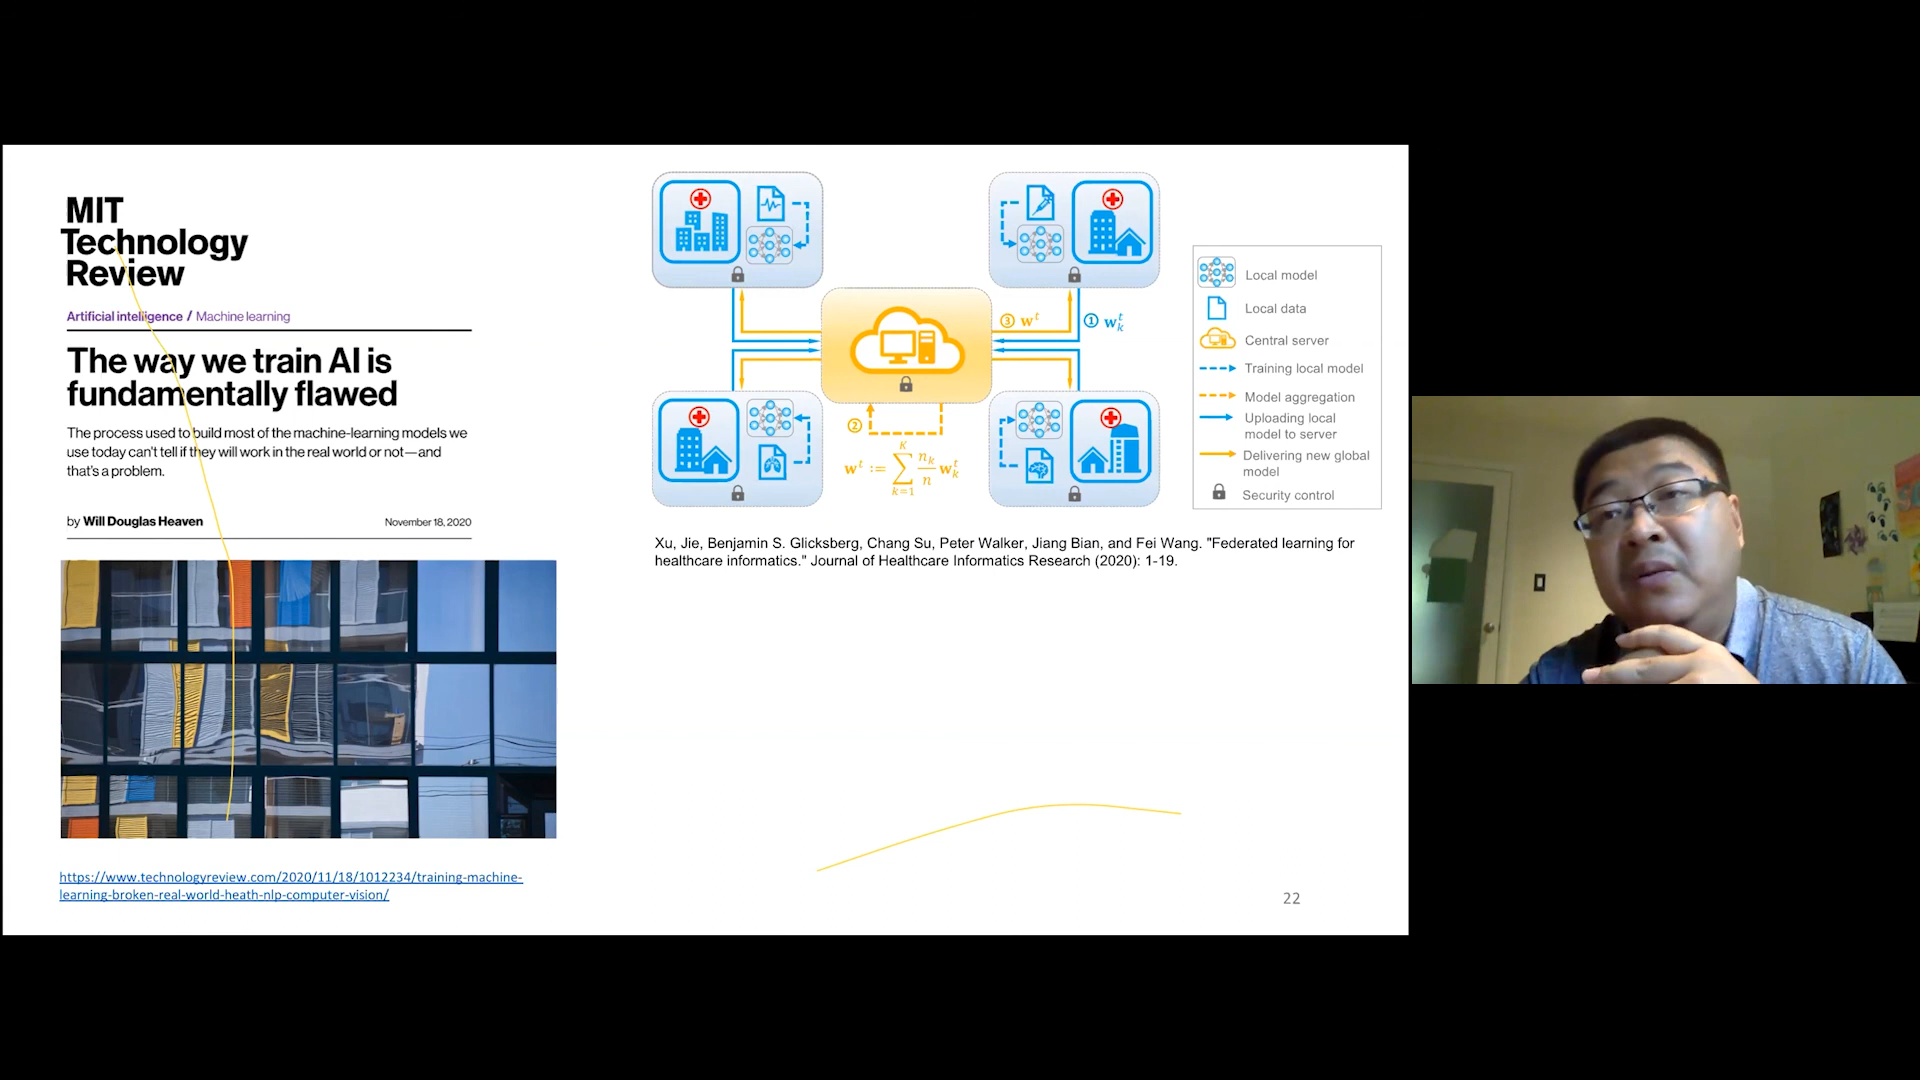 MIT
Technology
Review
Artificial intelligence / Machine learning
The way we train AI is
fundamentally flawed
The process used to build most of the machine-learning models we
use today can't tell if they will work in the real world or not—and
that's a problem.
by Will Douglas Heaven
November 18, 2020
https://www.technologyreview.com/2020/11/18/1012234/training-machine-
learning-broken-real-world-heath-nlp-computer-vision/
③ w^t
① w_k^t
②
w^t := \sum_{k=1}^{K} \frac{n_k}{n} w_k^t
Local model
Local data
Central server
Training local model
Model aggregation
Uploading local
model to server
Delivering new global
model
Security control
Xu, Jie, Benjamin S. Glicksberg, Chang Su, Peter Walker, Jiang Bian, and Fei Wang. "Federated learning for
healthcare informatics." Journal of Healthcare Informatics Research (2020): 1-19.
22